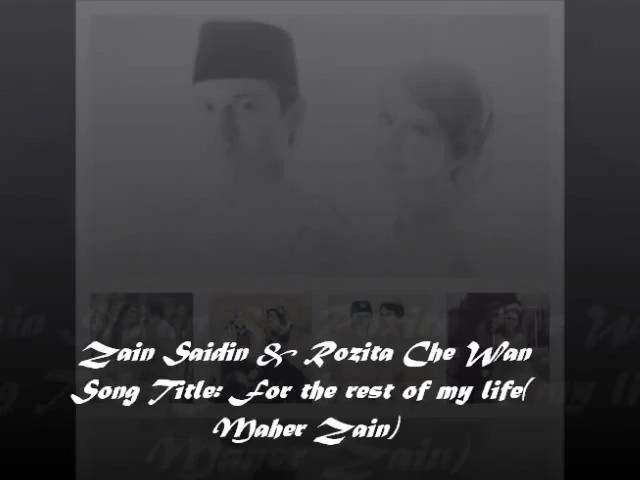 Zain Saidin & Rozita Che Wan
Song Title: For the rest of my life(
Maher Zain)